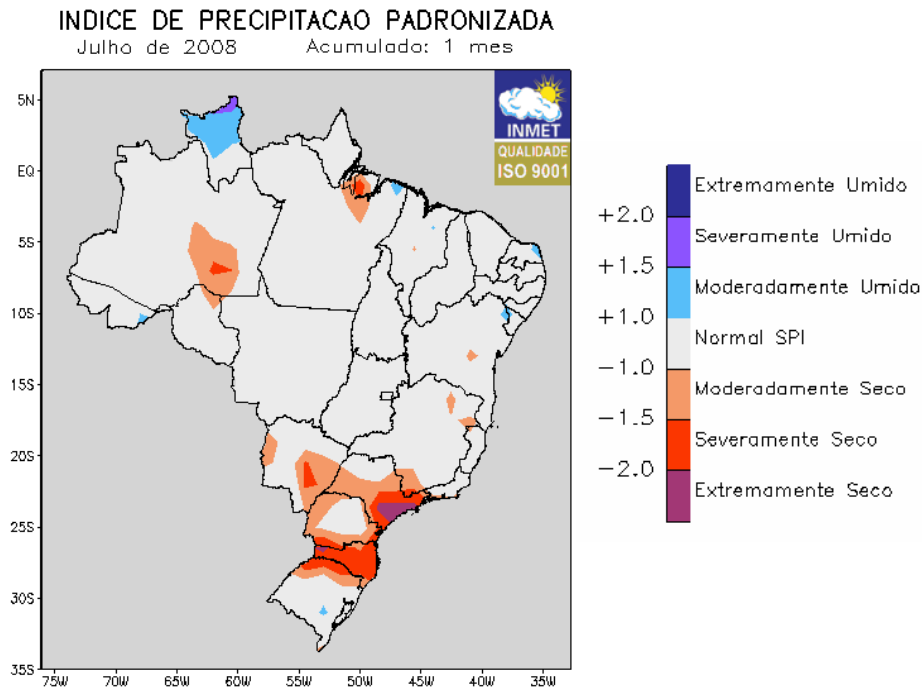 INDICE DE PRECIPITACAO PADRONIZADA
Julho de 2008 Acumulado: 1 mes
INMET
QUALIDADE
ISO 9001
5N
EQ
5S
10S
15S
20S
25S
30S
35S
75W 70W 65W 60W 55W 50W 45W 40W 35W
Extremamente Umido
+2.0
Severamente Umido
+1.5
Moderadamente Umido
+1.0
Normal SPI
−1.0
Moderadamente Seco
−1.5
Severamente Seco
−2.0
Extremamente Seco